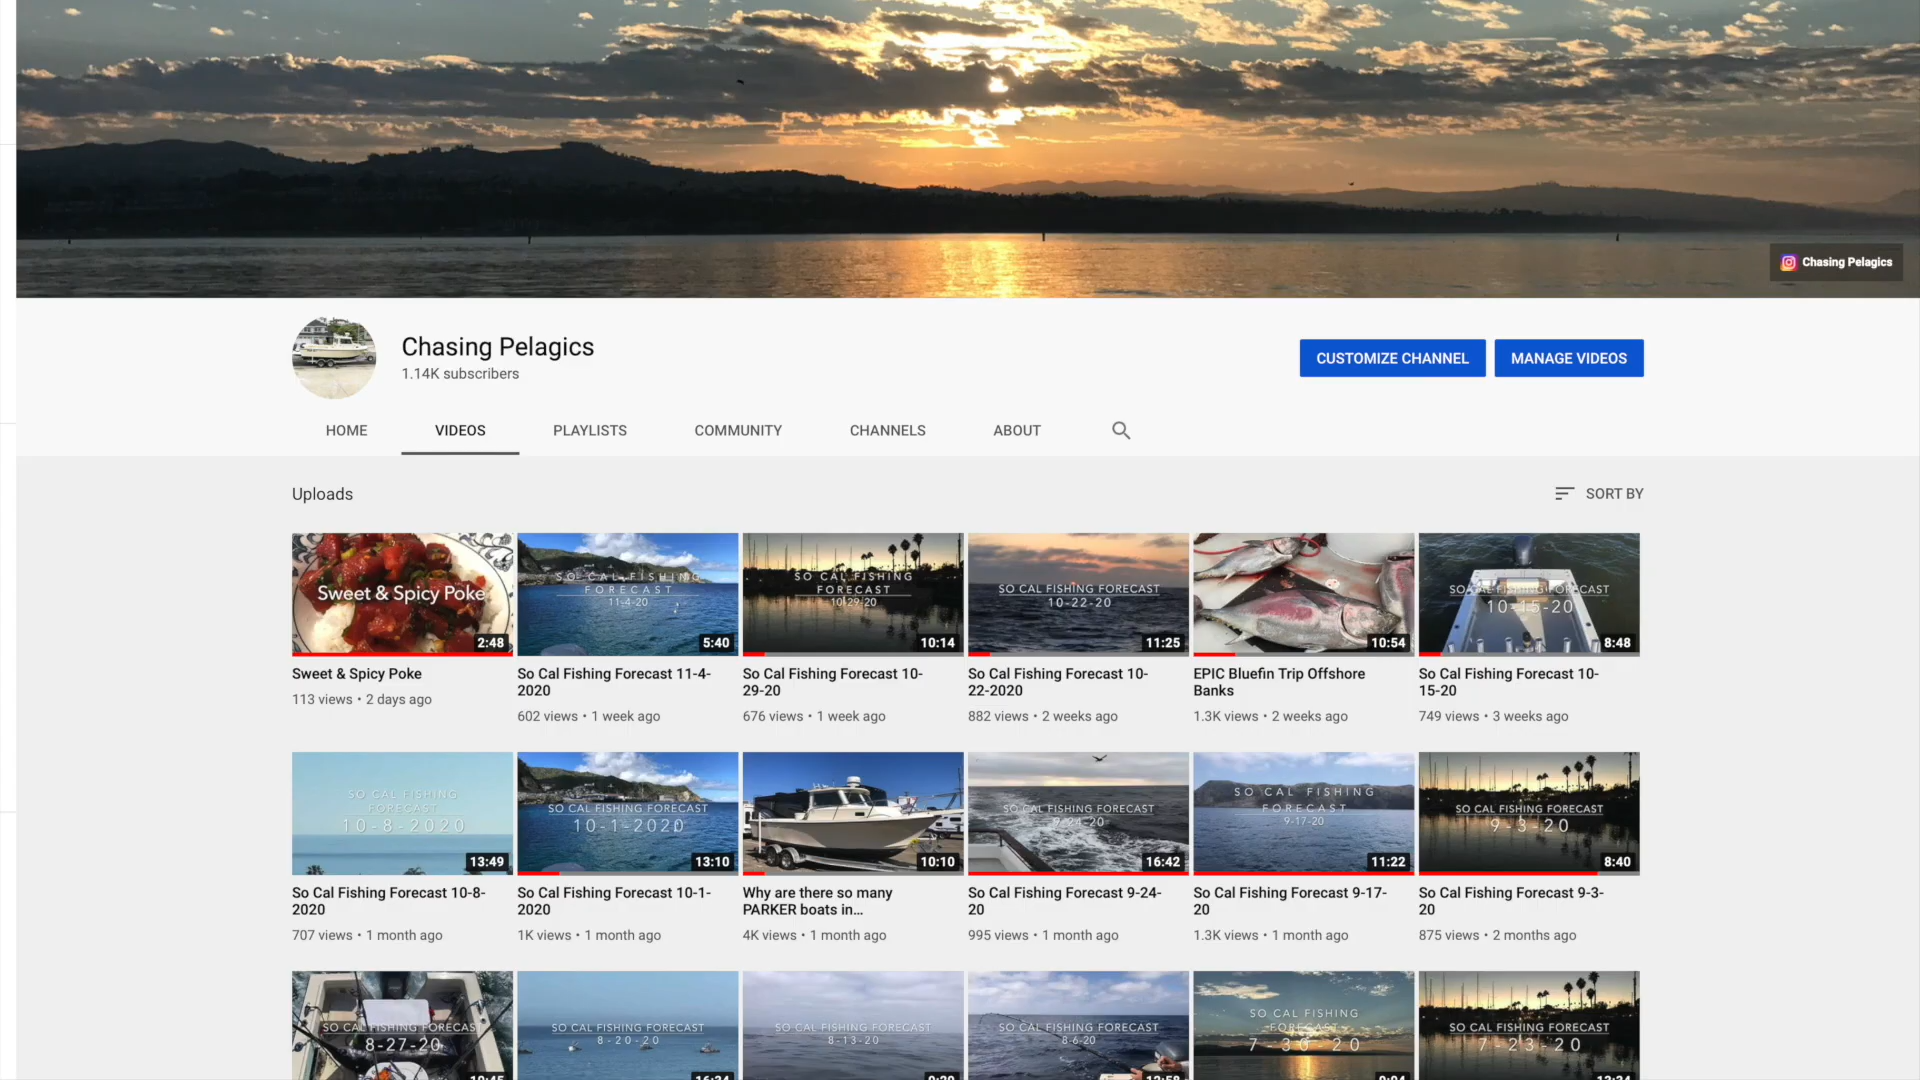 Chasing Pelagics
Chasing Pelagics
1.14K subscribers
CUSTOMIZE CHANNEL
MANAGE VIDEOS
HOME
VIDEOS
PLAYLISTS
COMMUNITY
CHANNELS
ABOUT
Uploads
SORT BY
Sweet & Spicy Poke
2:48
SO CAL FISHING
FORECAST
11-4-20
5:40
SO CAL FISHING
FORECAST
10-29-20
10:14
SO CAL FISHING FORECAST
10-22-20
11:25
10:54
SO CAL FISHING FORECAST
10-15-20
8:48
Sweet & Spicy Poke
113 views • 2 days ago
So Cal Fishing Forecast 11-4-
2020
602 views • 1 week ago
So Cal Fishing Forecast 10-
29-20
676 views • 1 week ago
So Cal Fishing Forecast 10-
22-2020
882 views • 2 weeks ago
EPIC Bluefin Trip Offshore
Banks
1.3K views • 2 weeks ago
So Cal Fishing Forecast 10-
15-20
749 views • 3 weeks ago
SO CAL FISHING
FORECAST
10-8-2020
13:49
SO CAL FISHING FORECAST
10-1-2020
13:10
10:10
SO CAL FISHING FORECAST
9-24-20
16:42
SO CAL FISHING
FORECAST
9-17-20
11:22
SO CAL FISHING FORECAST
9-3-20
8:40
So Cal Fishing Forecast 10-8-
2020
707 views • 1 month ago
So Cal Fishing Forecast 10-1-
2020
1K views • 1 month ago
Why are there so many
PARKER boats in...
4K views • 1 month ago
So Cal Fishing Forecast 9-24-
20
995 views • 1 month ago
So Cal Fishing Forecast 9-17-
20
1.3K views • 1 month ago
So Cal Fishing Forecast 9-3-
20
875 views • 2 months ago
SO CAL FISHING FORECAST
8-27-20
SO CAL FISHING FORECAST
8-20-20
SO CAL FISHING FORECAST
8-13-20
SO CAL FISHING FORECAST
8-6-20
SO CAL FISHING
FORECAST
7-30-20
SO CAL FISHING FORECAST
7-23-20